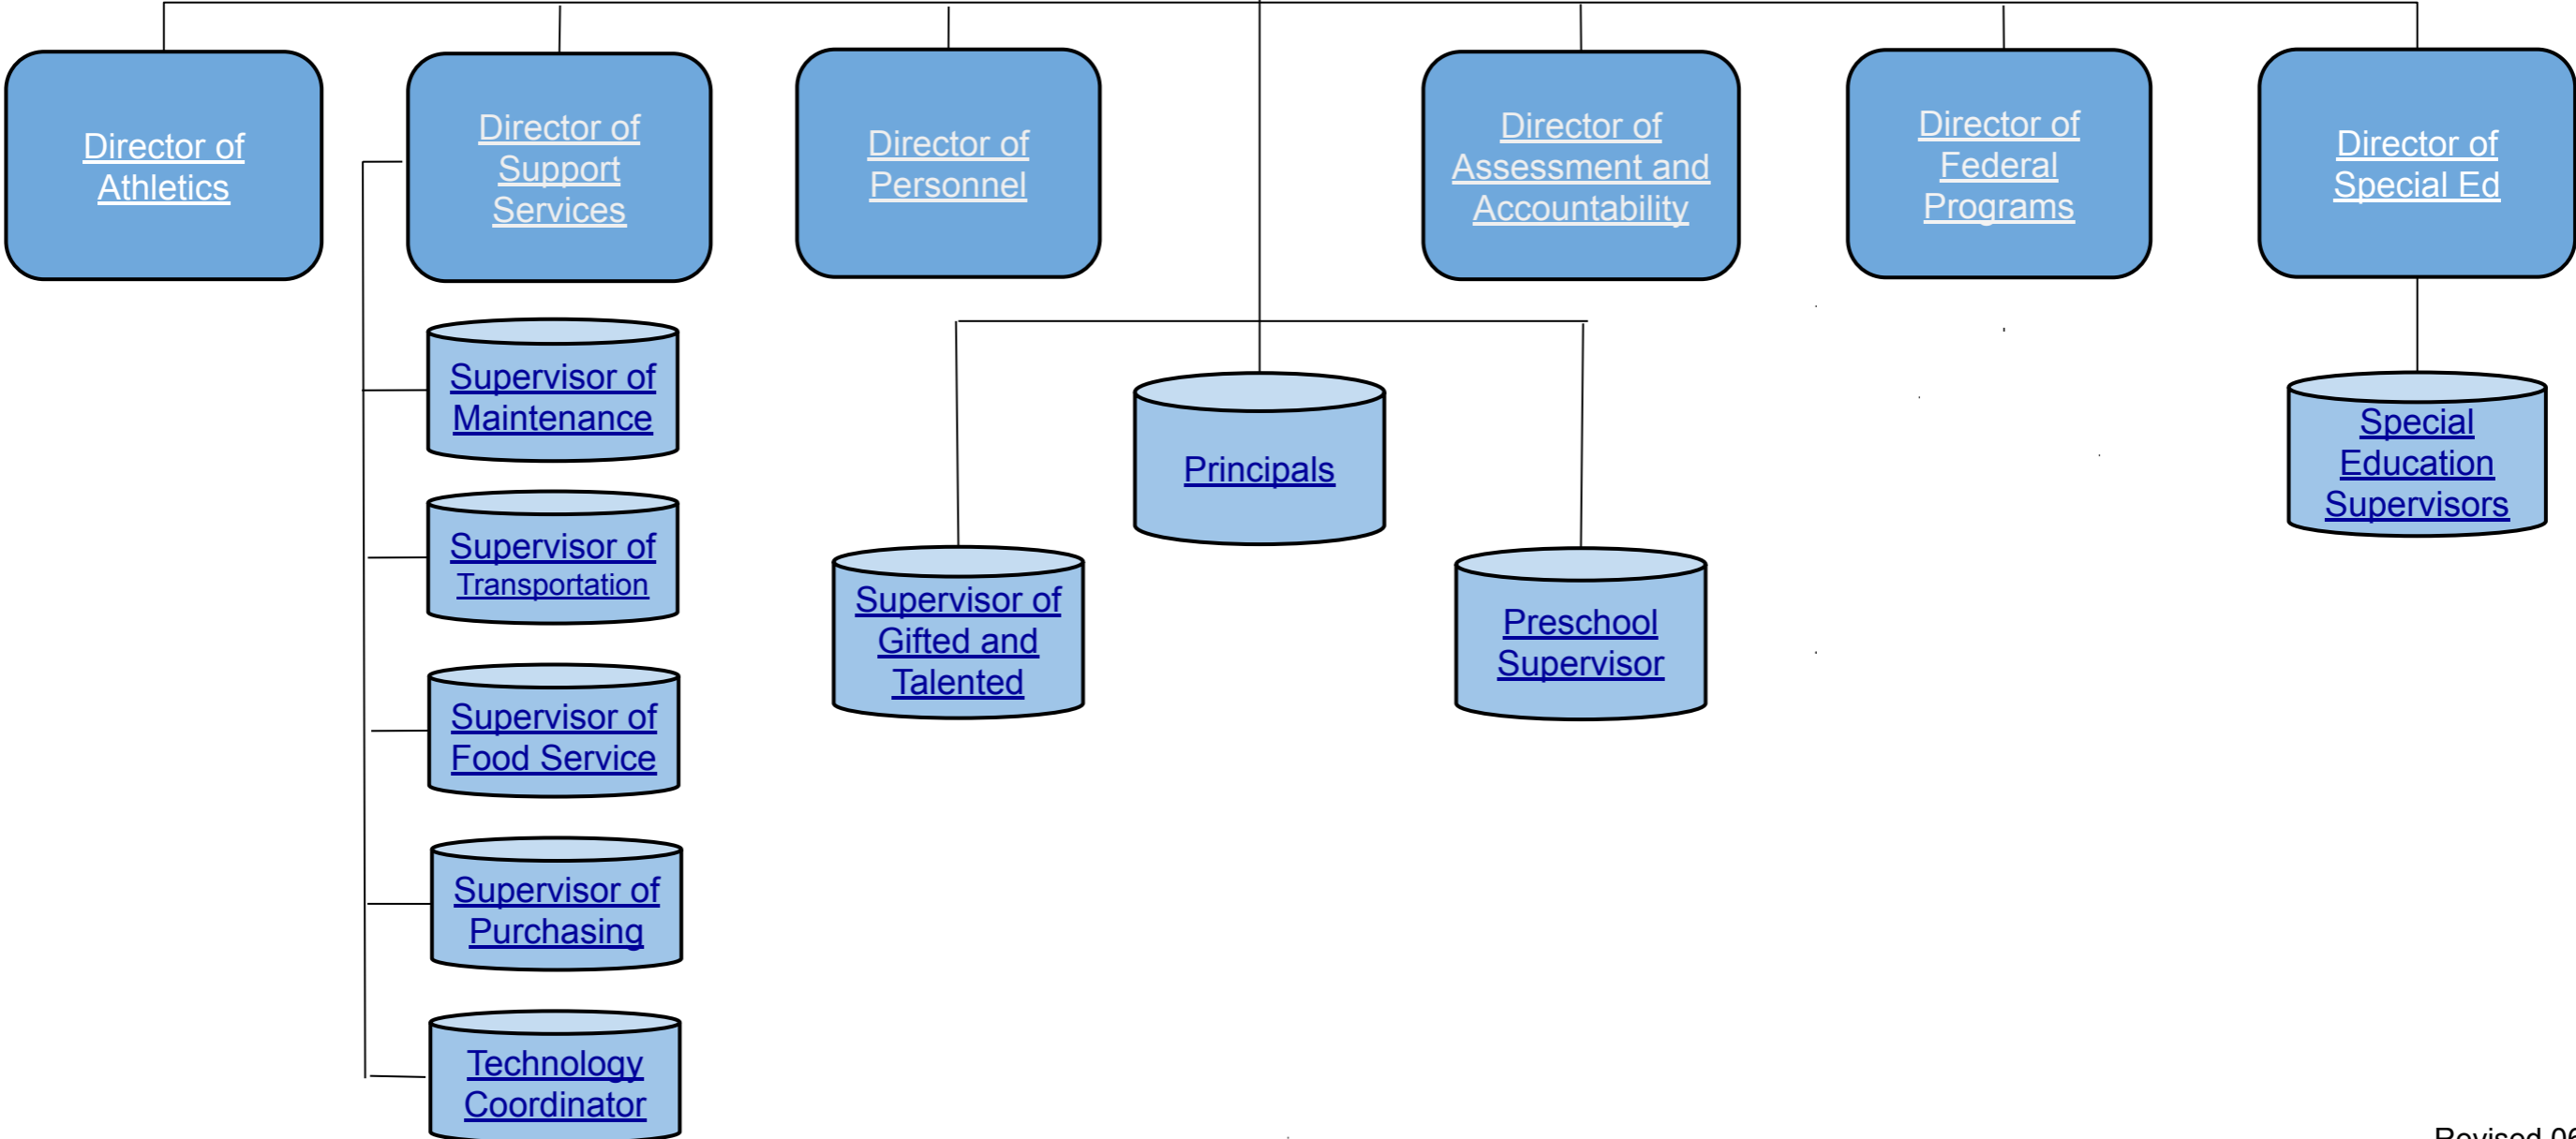 Director of
Athletics
Director of
Support
Services
Director of
Personnel
Director of
Assessment and
Accountability
Director of
Federal
Programs
Director of
Special Ed
Supervisor of
Maintenance
Supervisor of
Transportation
Supervisor of
Food Service
Supervisor of
Purchasing
Technology
Coordinator
Supervisor of
Gifted and
Talented
Principals
Preschool
Supervisor
Special
Education
Supervisors
Revised 06